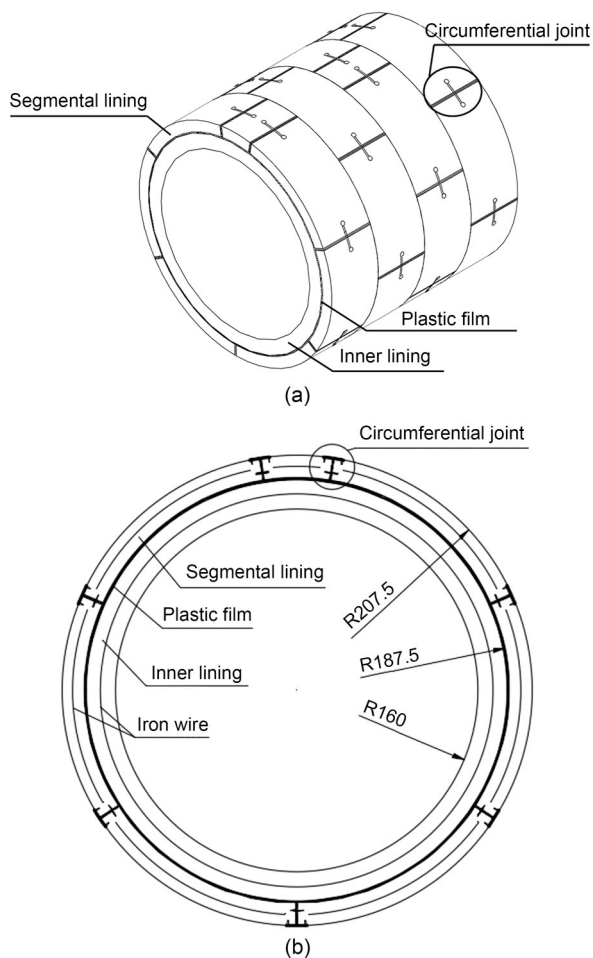 Circumferential joint
Segmental lining
Plastic film
Inner lining
(a)
Circumferential joint
Segmental lining
Plastic film
Inner lining
Iron wire
R207.5
R187.5
R160
(b)